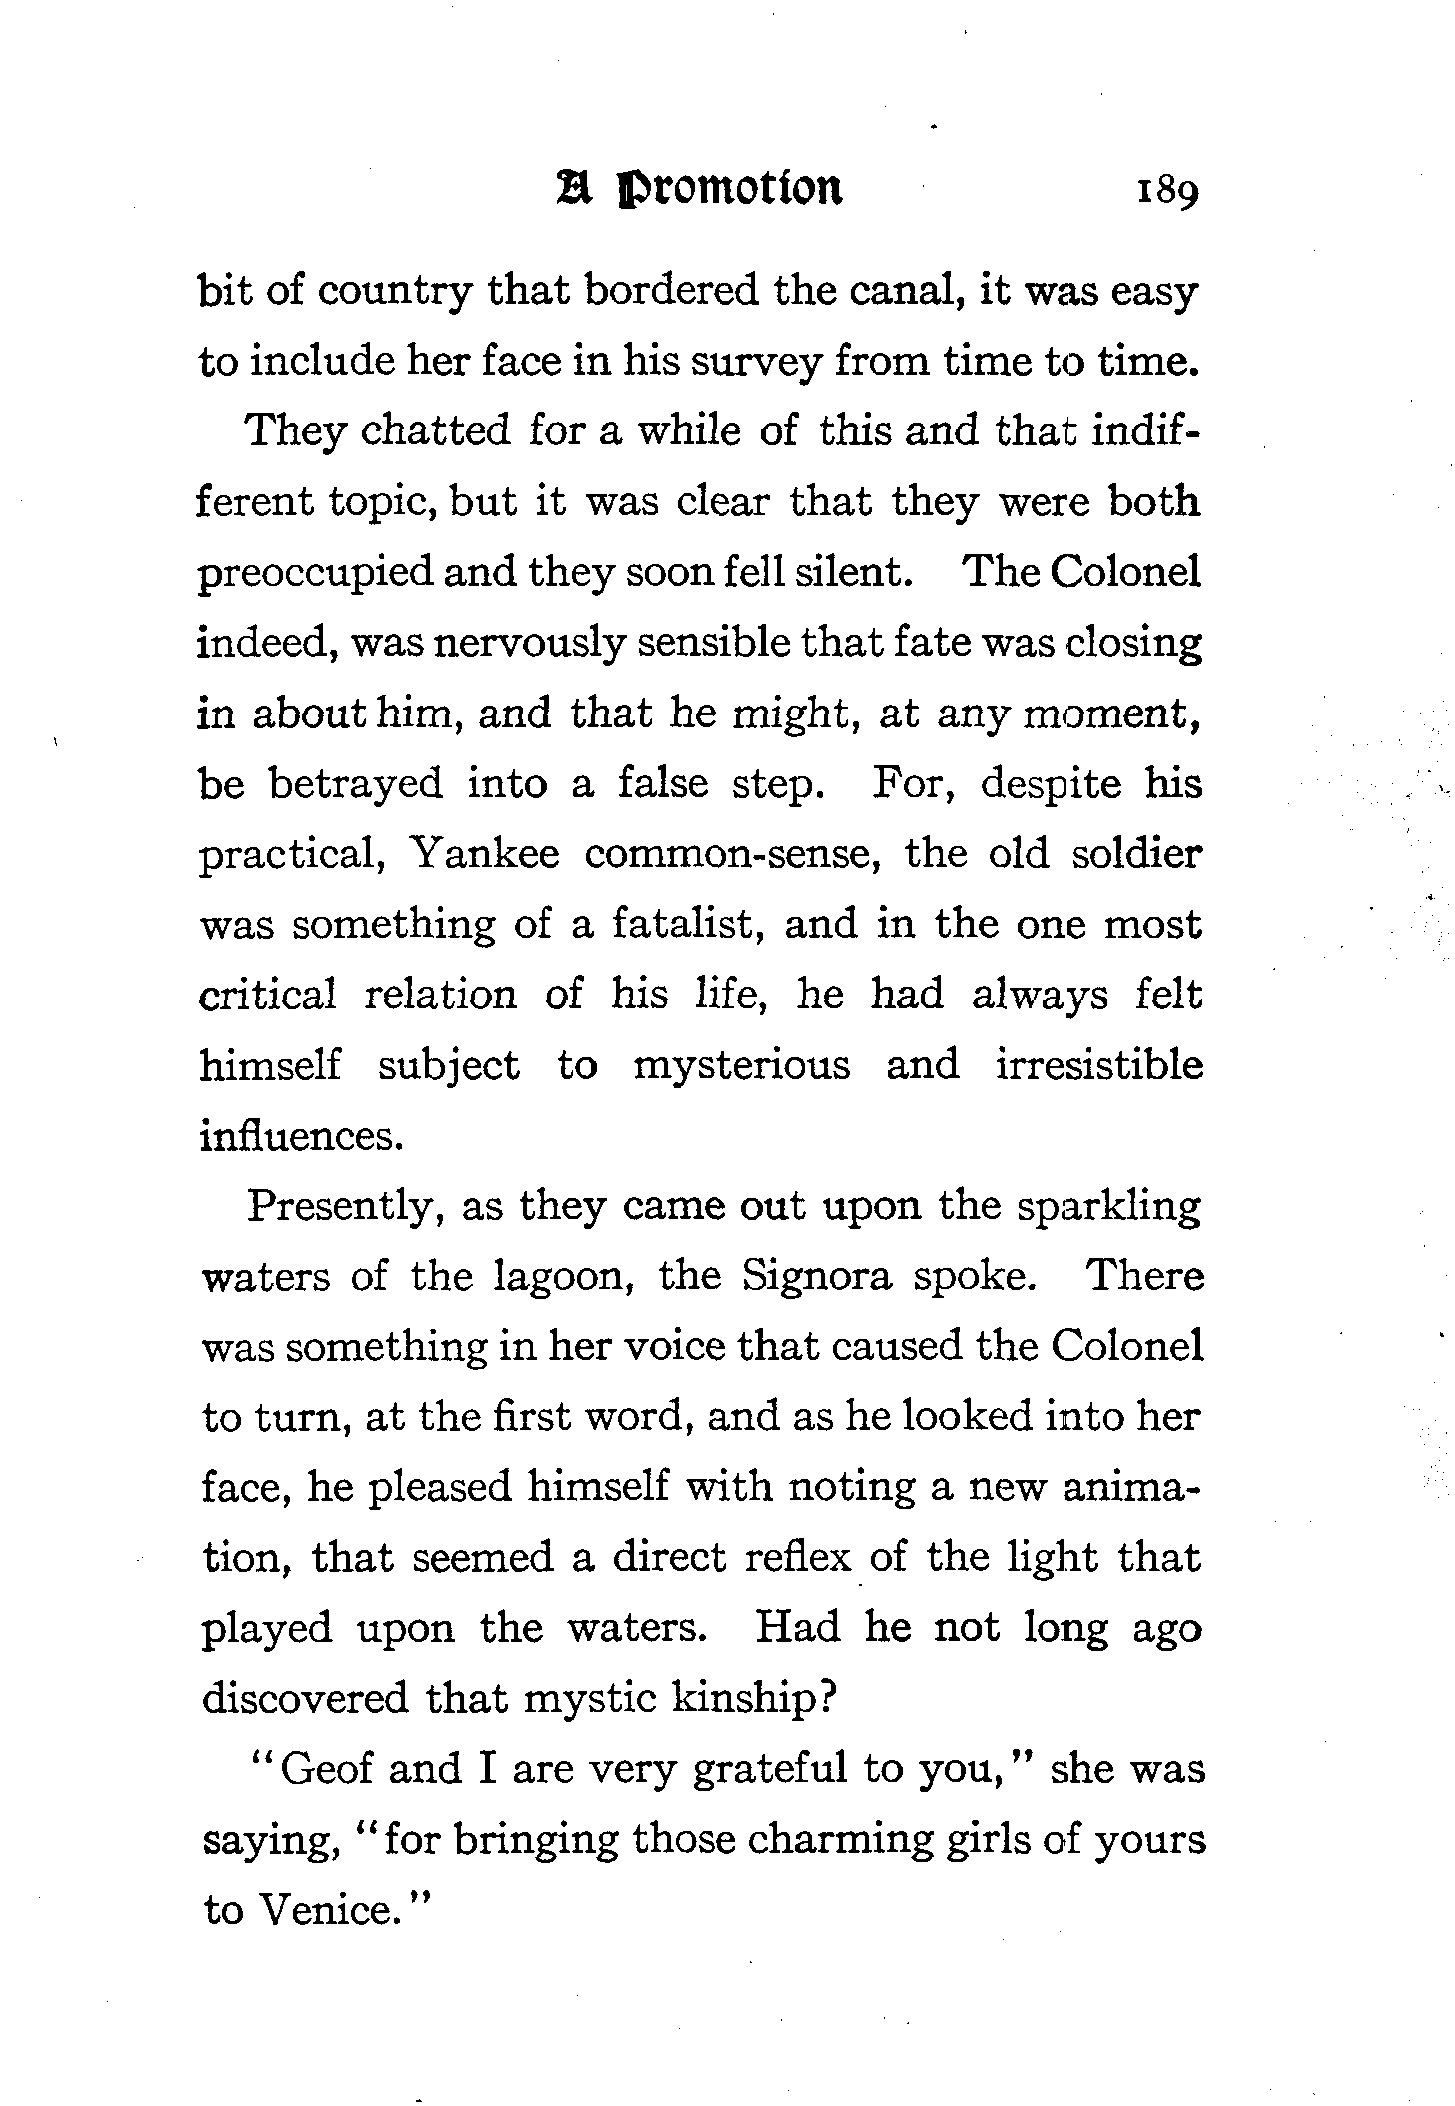 A Promotion 189
bit of country that bordered the canal, it was easy
to include her face in his survey from time to time.
They chatted for a while of this and that indif-
ferent topic, but it was clear that they were both
preoccupied and they soon fell silent. The Colonel
indeed, was nervously sensible that fate was closing
in about him, and that he might, at any moment,
be betrayed into a false step. For, despite his
practical, Yankee common-sense, the old soldier
was something of a fatalist, and in the one most
critical relation of his life, he had always felt
himself subject to mysterious and irresistible
influences.
Presently, as they came out upon the sparkling
waters of the lagoon, the Signora spoke. There
was something in her voice that caused the Colonel
to turn, at the first word, and as he looked into her
face, he pleased himself with noting a new anima-
tion, that seemed a direct reflex of the light that
played upon the waters. Had he not long ago
discovered that mystic kinship?
"Geof and I are very grateful to you," she was
saying, "for bringing those charming girls of yours
to Venice."